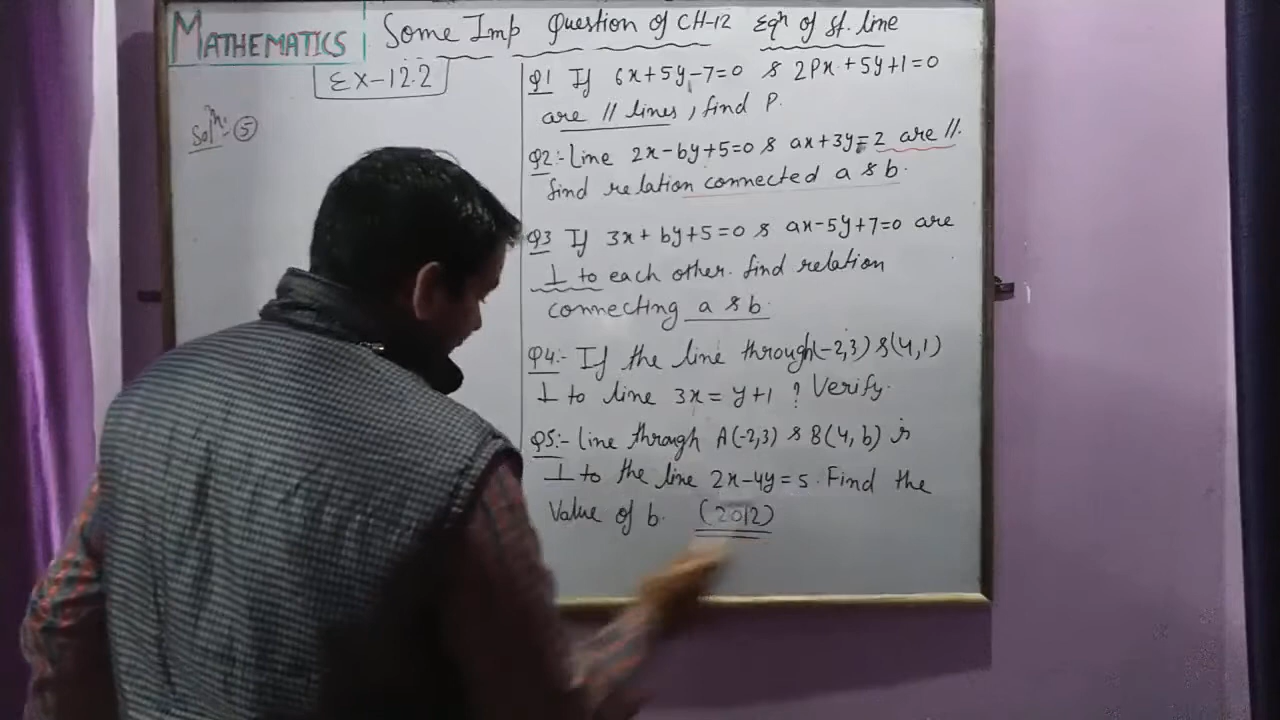 MATHEMATICS
Some Imp Question of CH-12 Eqn of st. line
Ex-12.2
Soln:- ⑤
Q1 If 6x+5y-7=0 & 2Px+5y+1=0
are // lines, find P.
Q2:- Line 2x-by+5=0 & ax+3y=2 are //.
find relation connected a & b.
Q3 If 3x+by+5=0 & ax-5y+7=0 are
⊥ to each other. find relation
connecting a & b.
Q4:- If the line through(-2,3) & (4,1)
⊥ to line 3x = y+1 ? Verify.
Q5:- Line through A(-2,3) & B(4,b) is
⊥ to the line 2x-4y=5. Find the
Value of b. (2012)